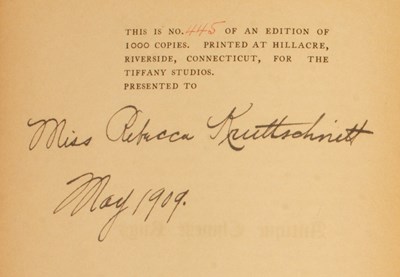 THIS IS NO. 445 OF AN EDITION OF
1000 COPIES. PRINTED AT HILLACRE,
RIVERSIDE, CONNECTICUT, FOR THE
TIFFANY STUDIOS.
PRESENTED TO
Miss Rebecca Kruttschnitt
May 1909.